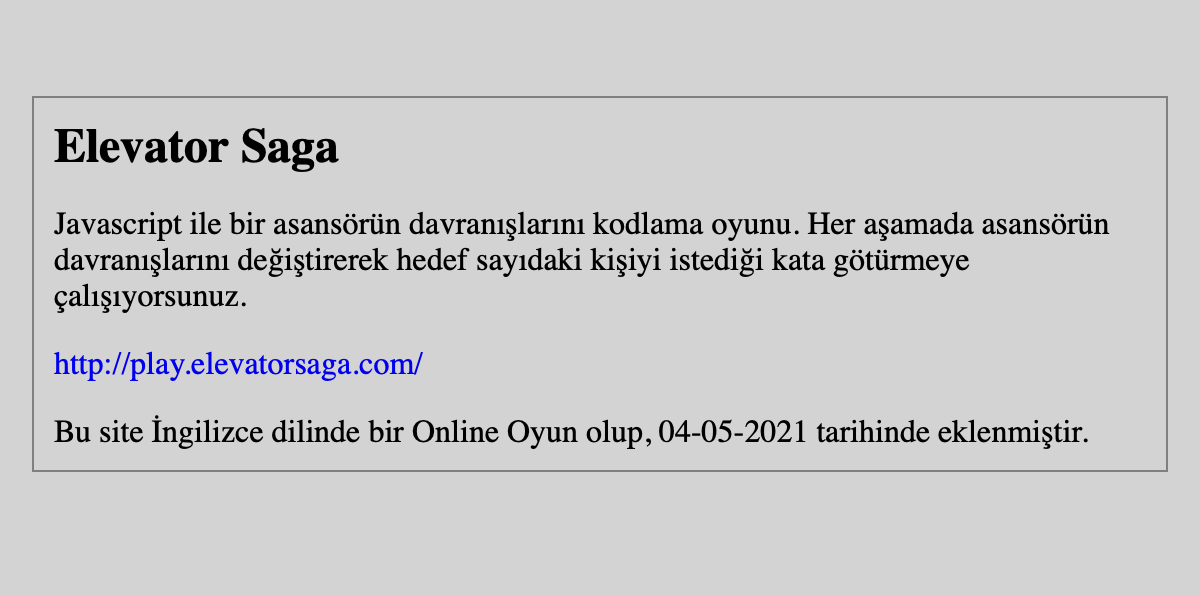 Elevator Saga
Javascript ile bir asansörün davranışlarını kodlama oyunu. Her aşamada asansörün
davranışlarını değiştirerek hedef sayıdaki kişiyi istediği kata götürmeye
çalışıyorsunuz.
http://play.elevatorsaga.com/
Bu site İngilizce dilinde bir Online Oyun olup, 04-05-2021 tarihinde eklenmiştir.